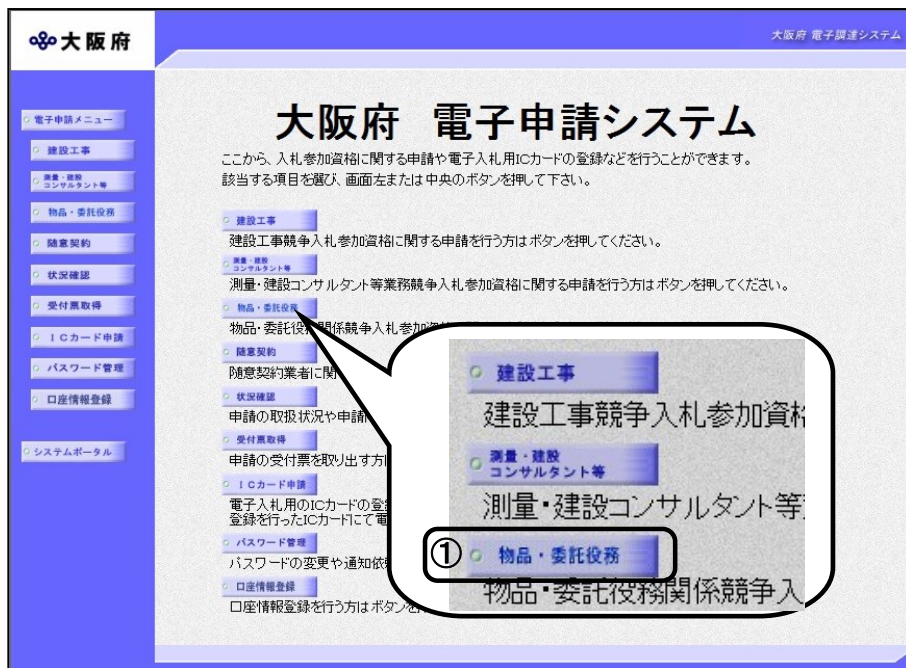 大阪府
大阪府 電子調達システム
電子申請メニュー
建設工事
測量・建設
コンサルタント等
物品・委託役務
随意契約
状況確認
受付票取得
ICカード申請
パスワード管理
口座情報登録
システムポータル
大阪府 電子申請システム
ここから、入札参加資格に関する申請や電子入札用ICカードの登録などを行うことができます。
該当する項目を選び、画面左または中央のボタンを押して下さい。
建設工事
建設工事競争入札参加資格に関する申請を行う方はボタンを押してください。
測量・建設
コンサルタント等
測量・建設コンサルタント等業務競争入札参加資格に関する申請を行う方はボタンを押してください。
物品・委託役務
物品・委託役務関係競争入札参加
随意契約
随意契約業者に関
状況確認
申請の取扱状況や申請
受付票取得
申請の受付票を取り出す方
ICカード申請
電子入札用のICカードの登
登録を行ったICカードにて電
パスワード管理
パスワードの変更や通知依
口座情報登録
口座情報登録を行う方はボタンを
建設工事
建設工事競争入札参加資格
測量・建設
コンサルタント等
測量・建設コンサルタント等
① 物品・委託役務
物品・委託役務関係競争入